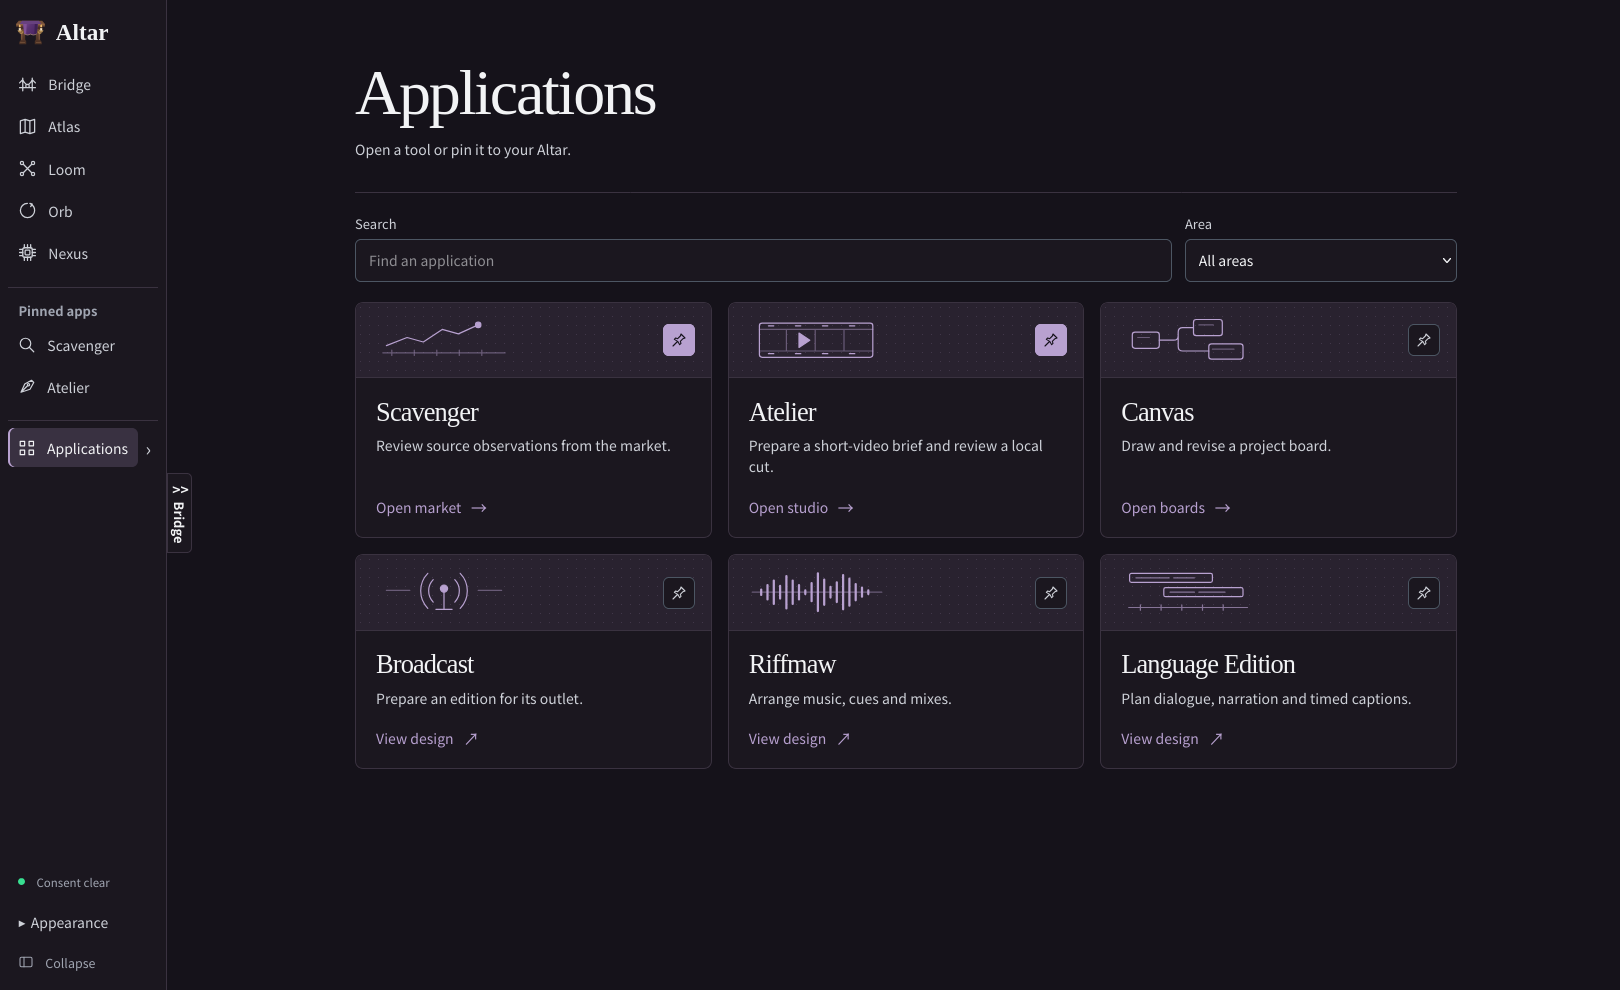 Altar
Bridge
Atlas
Loom
Orb
Nexus
Pinned apps
Scavenger
Atelier
Applications
Consent clear
Appearance
Collapse
>> Bridge
Applications
Open a tool or pin it to your Altar.
Search
Area
Find an application
All areas
Scavenger
Review source observations from the market.
Open market
Atelier
Prepare a short-video brief and review a local
cut.
Open studio
Canvas
Draw and revise a project board.
Open boards
Broadcast
Prepare an edition for its outlet.
View design
Riffmaw
Arrange music, cues and mixes.
View design
Language Edition
Plan dialogue, narration and timed captions.
View design